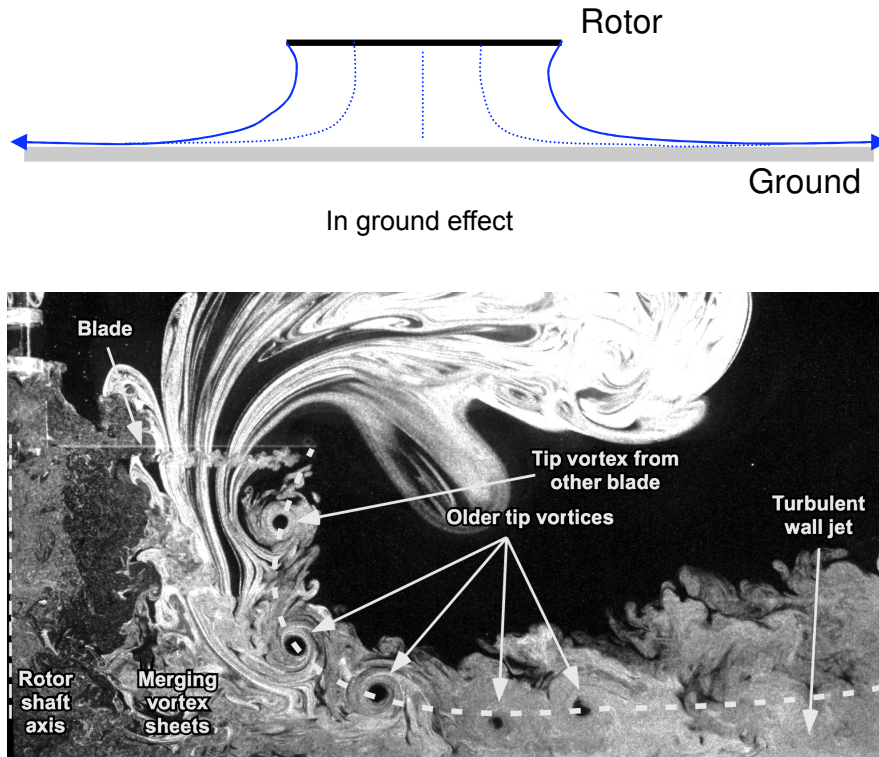 Rotor
Ground
In ground effect
Blade
Tip vortex from
other blade
Older tip vortices
Turbulent
wall jet
Rotor
shaft
axis
Merging
vortex
sheets